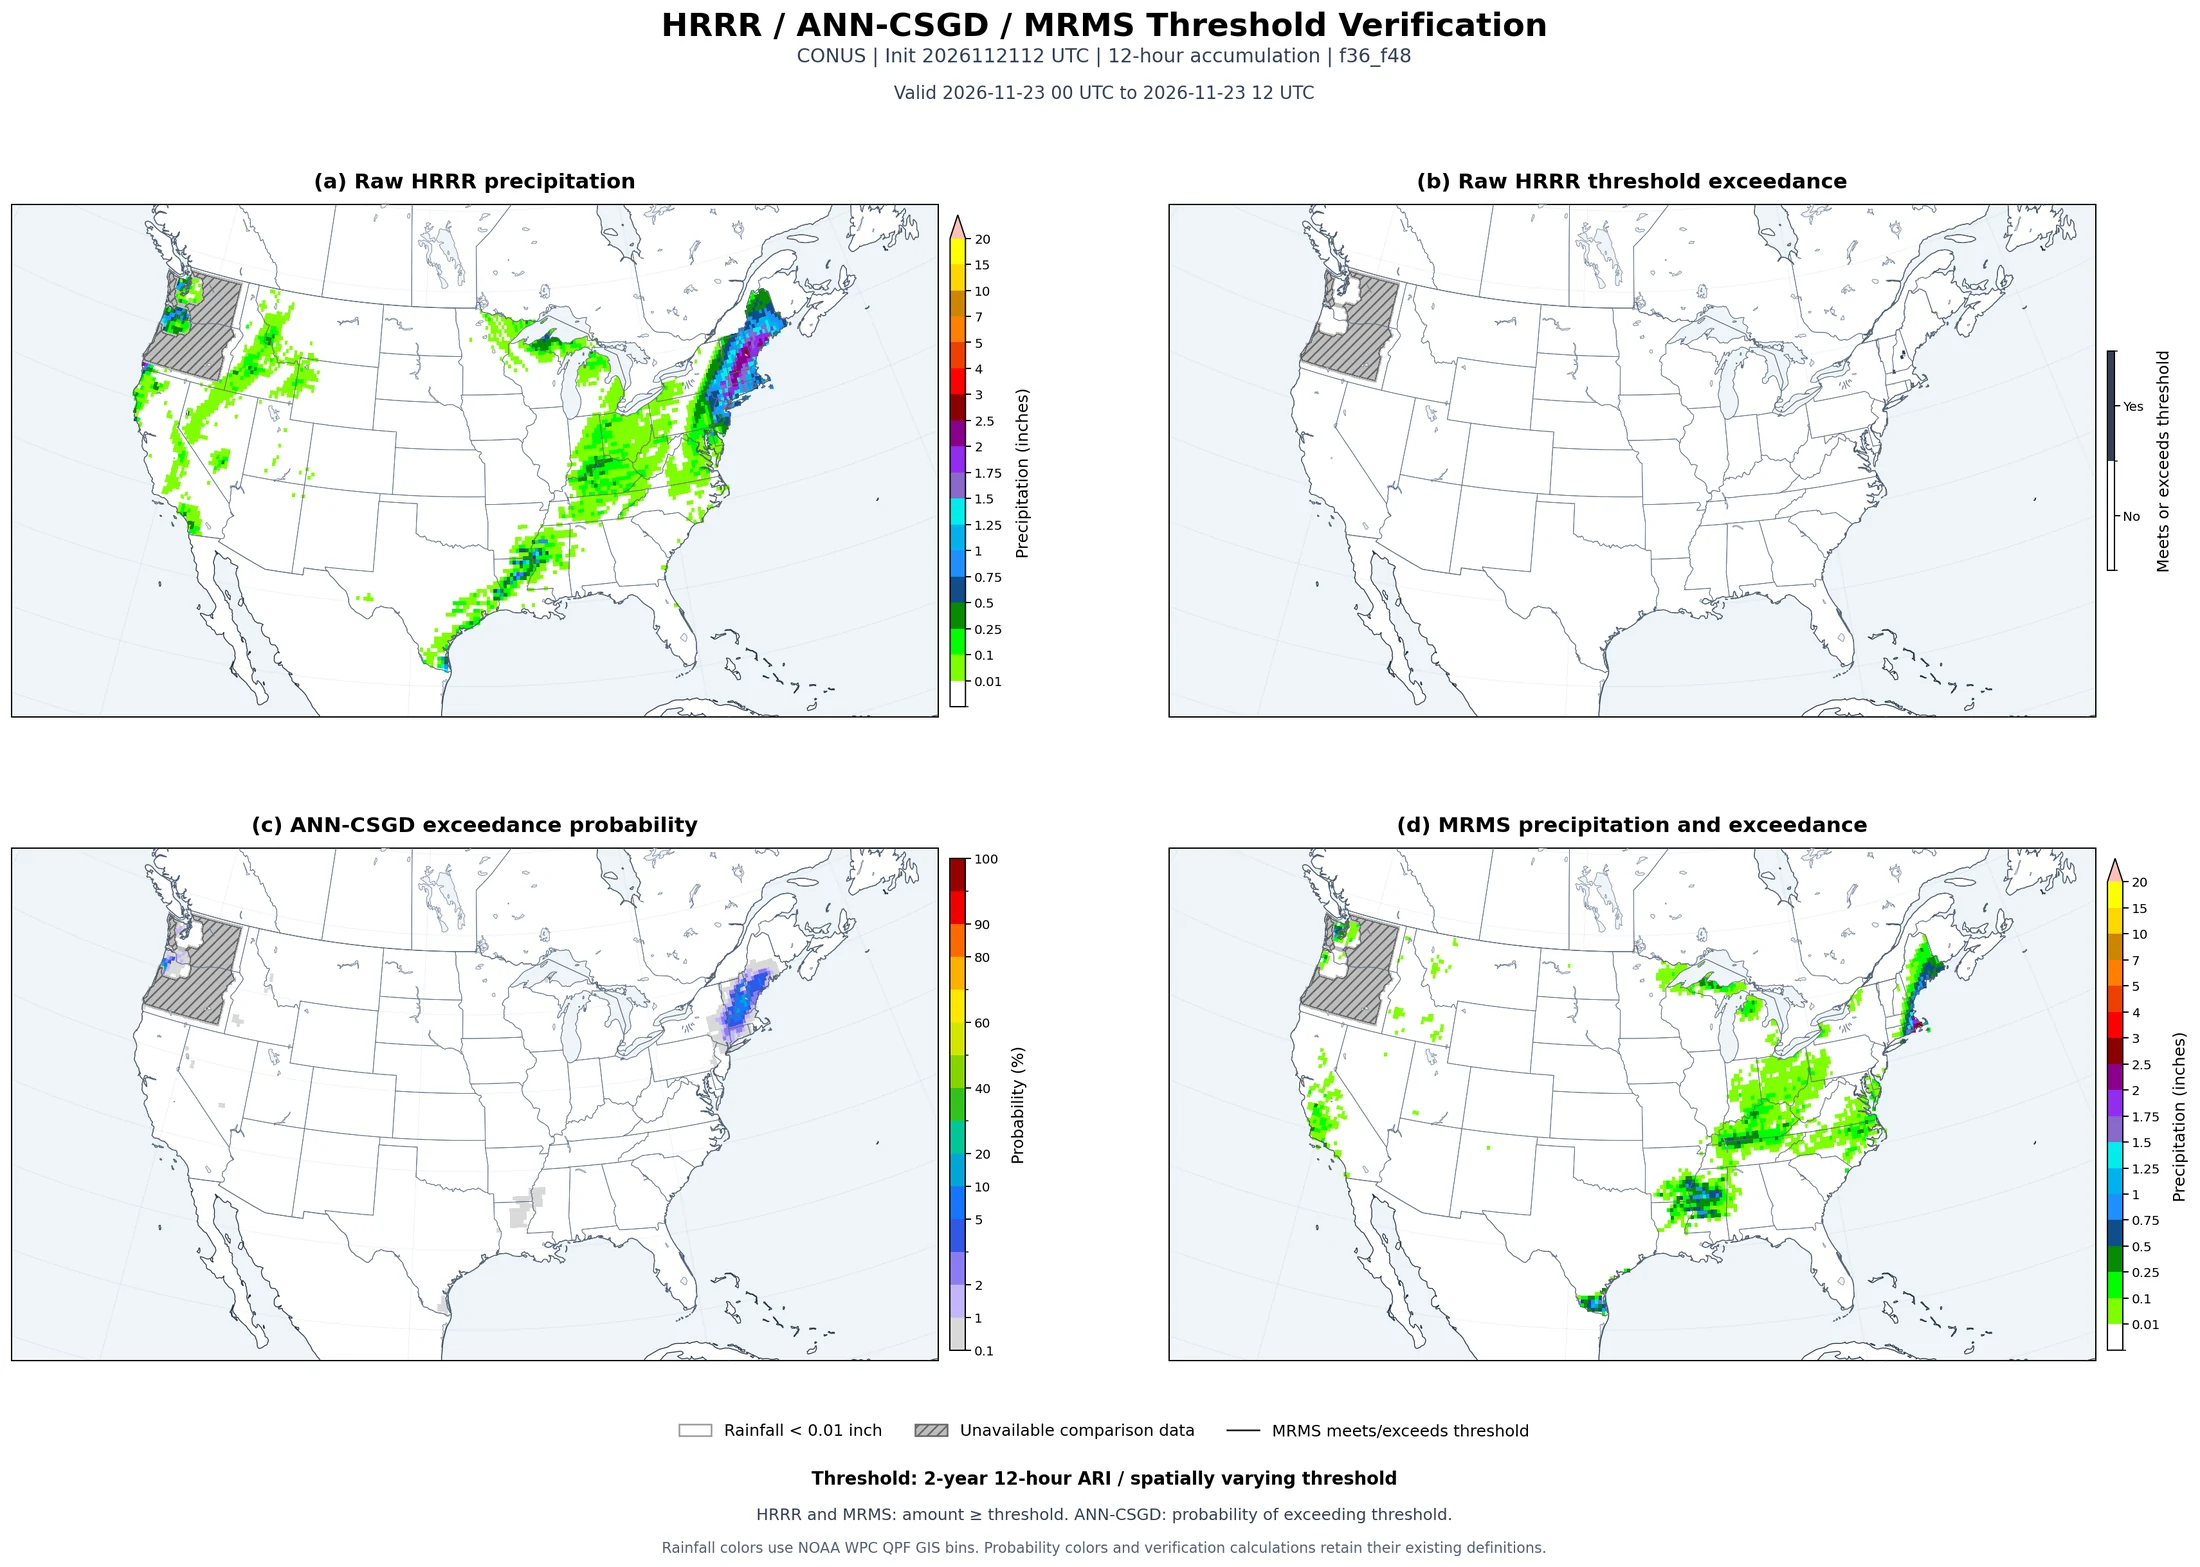 HRRR / ANN-CSGD / MRMS Threshold Verification
CONUS | Init 2026112112 UTC | 12-hour accumulation | f36_f48
Valid 2026-11-23 00 UTC to 2026-11-23 12 UTC
(a) Raw HRRR precipitation
20
15
10
7
5
4
3
2.5
2
1.75
1.5
1.25
1
0.75
0.5
0.25
0.1
0.01
Precipitation (inches)
(b) Raw HRRR threshold exceedance
Yes
No
Meets or exceeds threshold
(c) ANN-CSGD exceedance probability
100
90
80
60
40
20
10
5
2
1
0.1
Probability (%)
(d) MRMS precipitation and exceedance
20
15
10
7
5
4
3
2.5
2
1.75
1.5
1.25
1
0.75
0.5
0.25
0.1
0.01
Precipitation (inches)
Rainfall < 0.01 inch
Unavailable comparison data
MRMS meets/exceeds threshold
Threshold: 2-year 12-hour ARI / spatially varying threshold
HRRR and MRMS: amount ≥ threshold. ANN-CSGD: probability of exceeding threshold.
Rainfall colors use NOAA WPC QPF GIS bins. Probability colors and verification calculations retain their existing definitions.